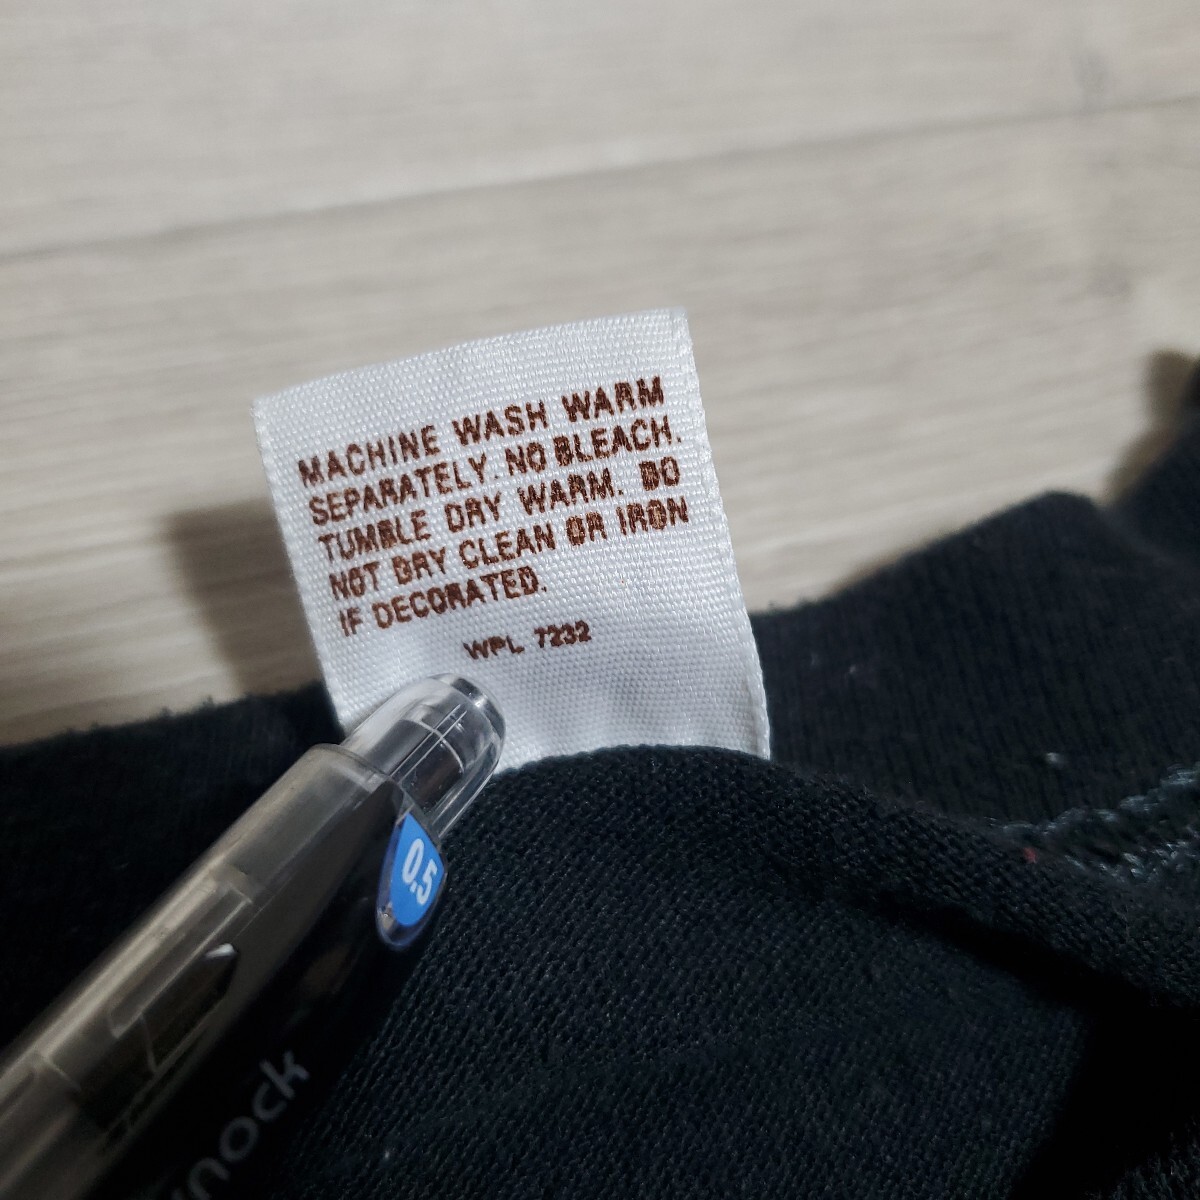 MACHINE WASH WARM
SEPARATELY. NO BLEACH.
TUMBLE DRY WARM. DO
NOT DRY CLEAN OR IRON
IF DECORATED.
WPL 7232
0.5
knock